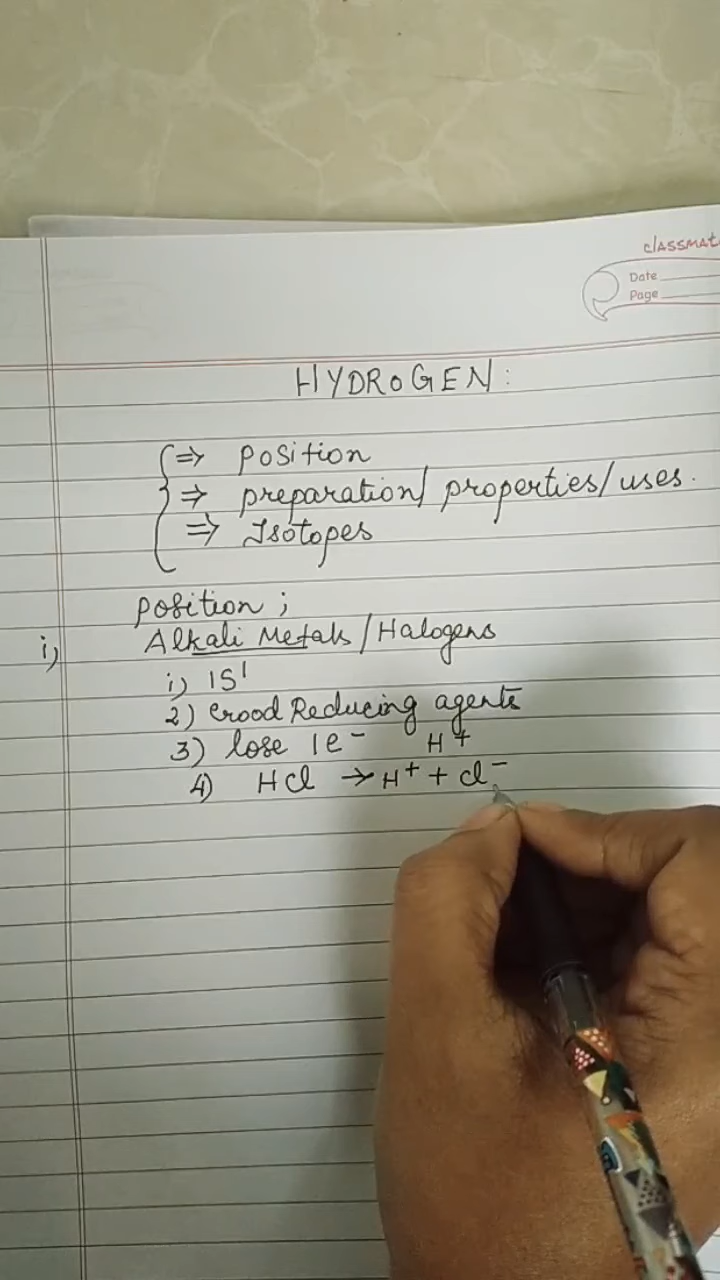 classmat
Date
Page
HYDROGEN:
⇒ Position
⇒ preparation/ properties/uses.
⇒ Isotopes
Position ;
i) Alkali Metals/Halogens
i) 1S¹
2) Good Reducing agents
3) lose 1e⁻ H⁺
4) HCl → H⁺ + Cl⁻